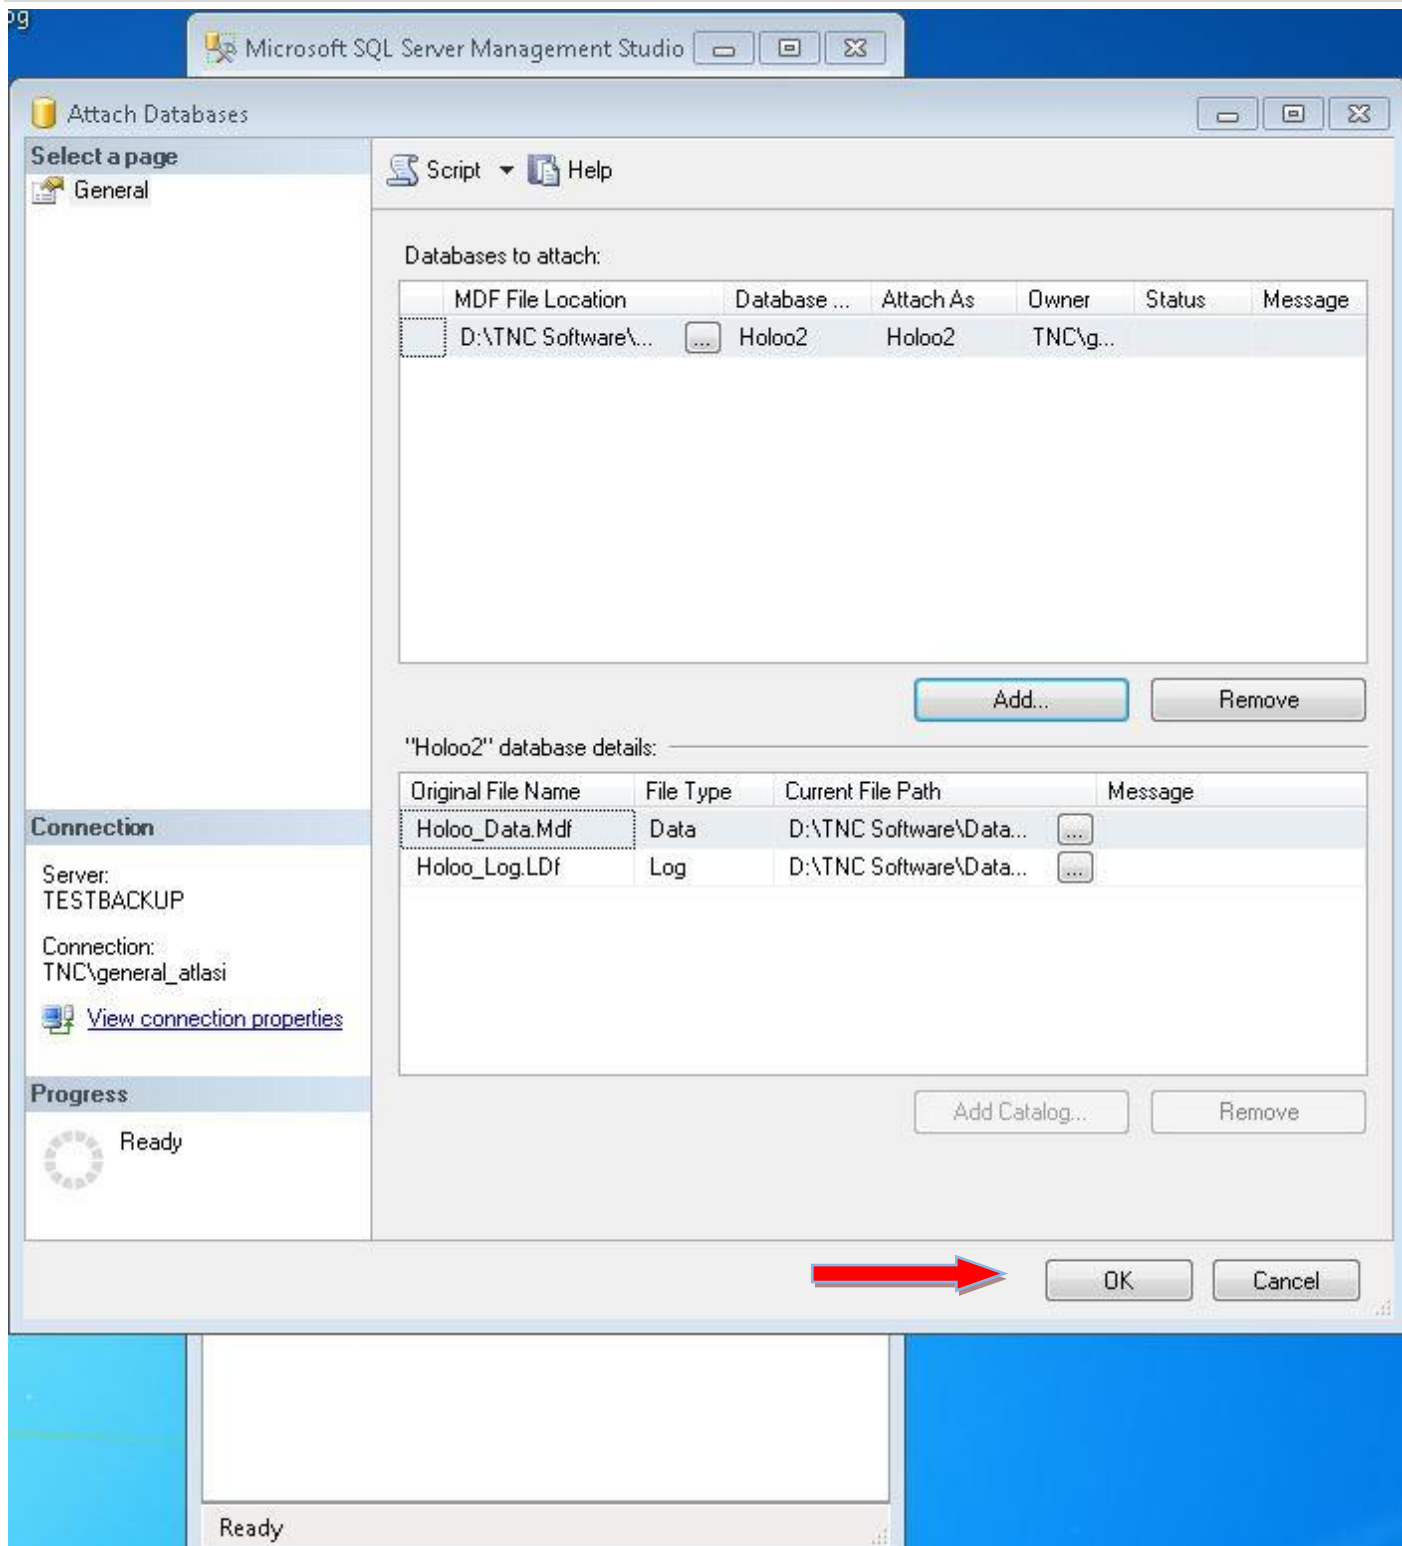 pg
Microsoft SQL Server Management Studio
Attach Databases
Select a page
General
Script
Help
Databases to attach:
MDF File Location Database ... Attach As Owner Status Message
D:\TNC Software\... ... Holoo2 Holoo2 TNC\g...
Add...
Remove
"Holoo2" database details:
Original File Name File Type Current File Path Message
Holoo_Data.Mdf Data D:\TNC Software\Data... ...
Holoo_Log.LDf Log D:\TNC Software\Data... ...
Connection
Server:
TESTBACKUP
Connection:
TNC\general_atlasi
View connection properties
Progress
Ready
Add Catalog...
Remove
OK
Cancel
Ready